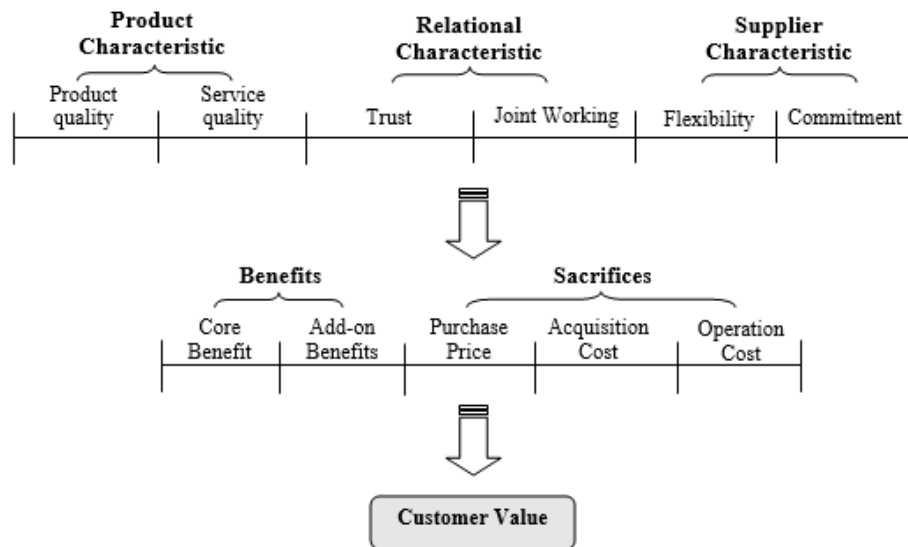 Product
Characteristic
Relational
Characteristic
Supplier
Characteristic
Product
quality
Service
quality
Trust
Joint Working
Flexibility
Commitment
Benefits
Sacrifices
Core
Benefit
Add-on
Benefits
Purchase
Price
Acquisition
Cost
Operation
Cost
Customer Value